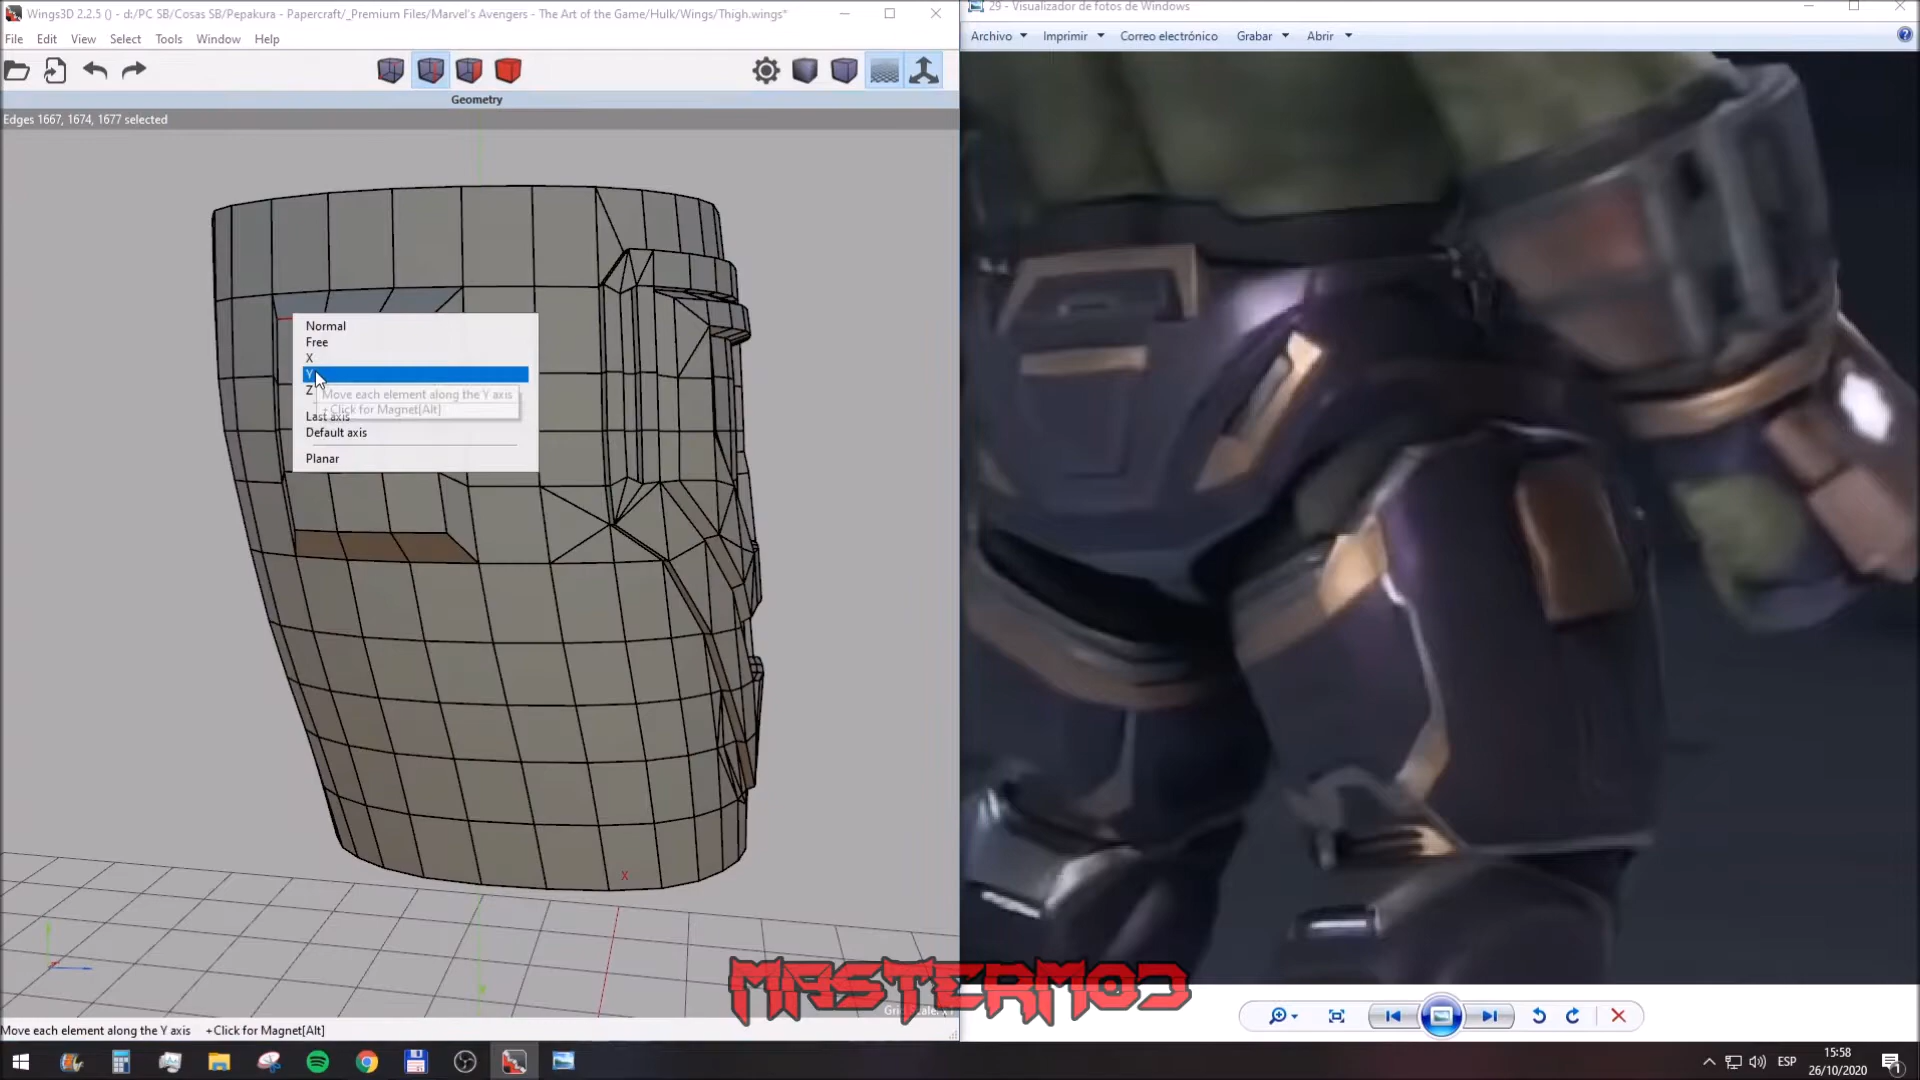 Wings3D 2.2.5 () - d:/PC SB/Cosas SB/Pepakura - Papercraft/_Premium Files/Marvel's Avengers - The Art of the Game/Hulk/Wings/Thigh.wings*
File Edit View Select Tools Window Help
Geometry
Edges 1667, 1674, 1677 selected
Normal
Free
X
Y
Z
Move each element along the Y axis
+Click for Magnet[Alt]
Last axis
Default axis
Planar
X
Move each element along the Y axis +Click for Magnet[Alt]
29 - Visualizador de fotos de Windows
Archivo Imprimir Correo electrónico Grabar Abrir
MASTERMOD
ESP
15:58
26/10/2020
1